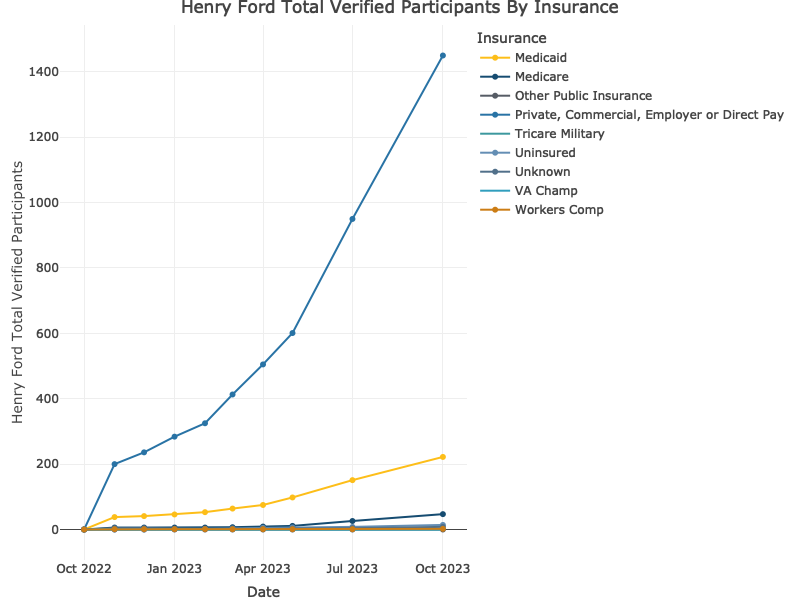 Henry Ford Total Verified Participants By Insurance
Insurance
Medicaid
Medicare
Other Public Insurance
Private, Commercial, Employer or Direct Pay
Tricare Military
Uninsured
Unknown
VA Champ
Workers Comp
Henry Ford Total Verified Participants
1400
1200
1000
800
600
400
200
0
Oct 2022
Jan 2023
Apr 2023
Jul 2023
Oct 2023
Date